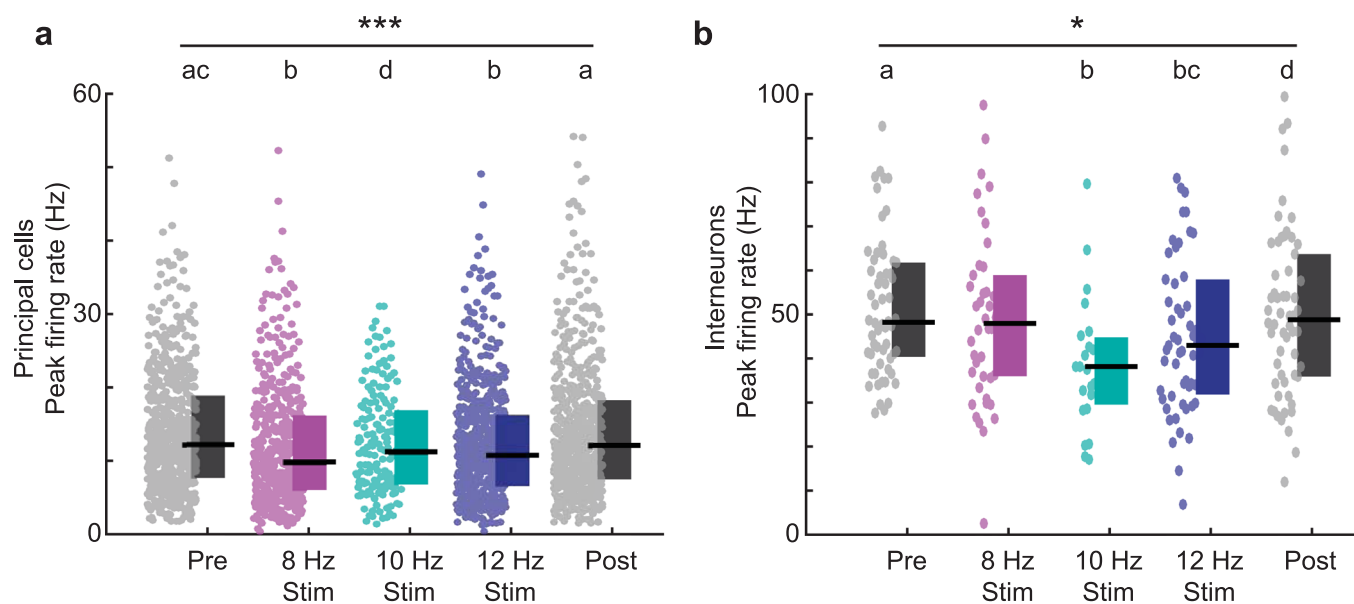 a
***
ac b d b a
60
30
0
Principal cells
Peak firing rate (Hz)
Pre 8 Hz 10 Hz 12 Hz Post
Stim Stim Stim
b
*
a b bc d
100
50
0
Interneurons
Peak firing rate (Hz)
Pre 8 Hz 10 Hz 12 Hz Post
Stim Stim Stim